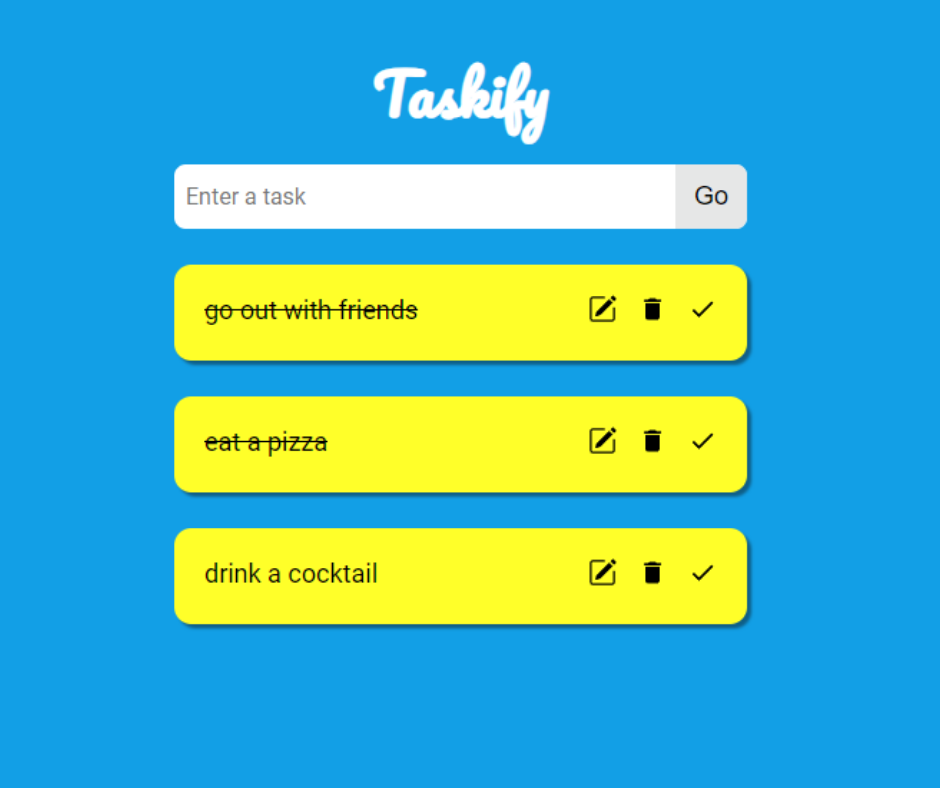 Taskify
Enter a task
Go
go out with friends
eat a pizza
drink a cocktail